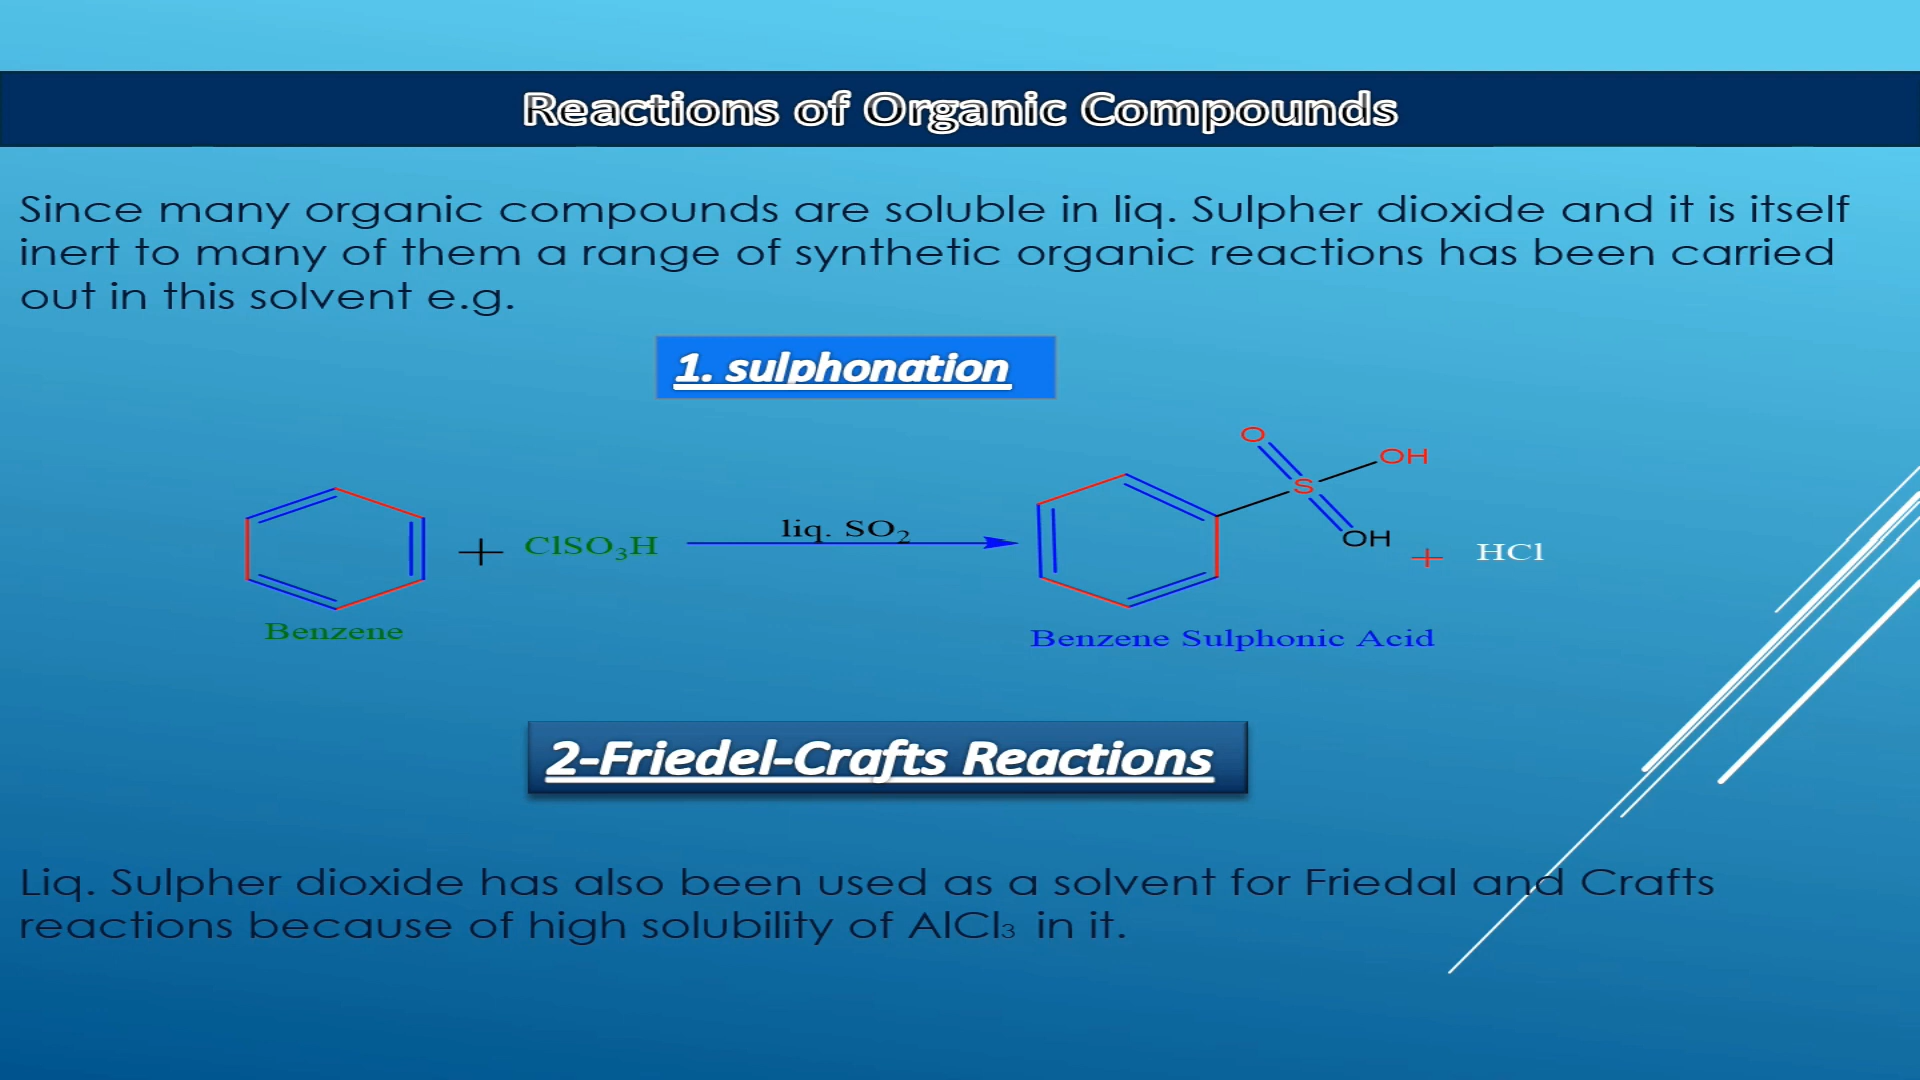 Reactions of Organic Compounds
Since many organic compounds are soluble in liq. Sulpher dioxide and it is itself
inert to many of them a range of synthetic organic reactions has been carried
out in this solvent e.g.
1. sulphonation
O
OH
S
liq. SO₂
OH
+ ClSO₃H
+ HCl
Benzene
Benzene Sulphonic Acid
2-Friedel-Crafts Reactions
Liq. Sulpher dioxide has also been used as a solvent for Friedal and Crafts
reactions because of high solubility of AlCl₃ in it.